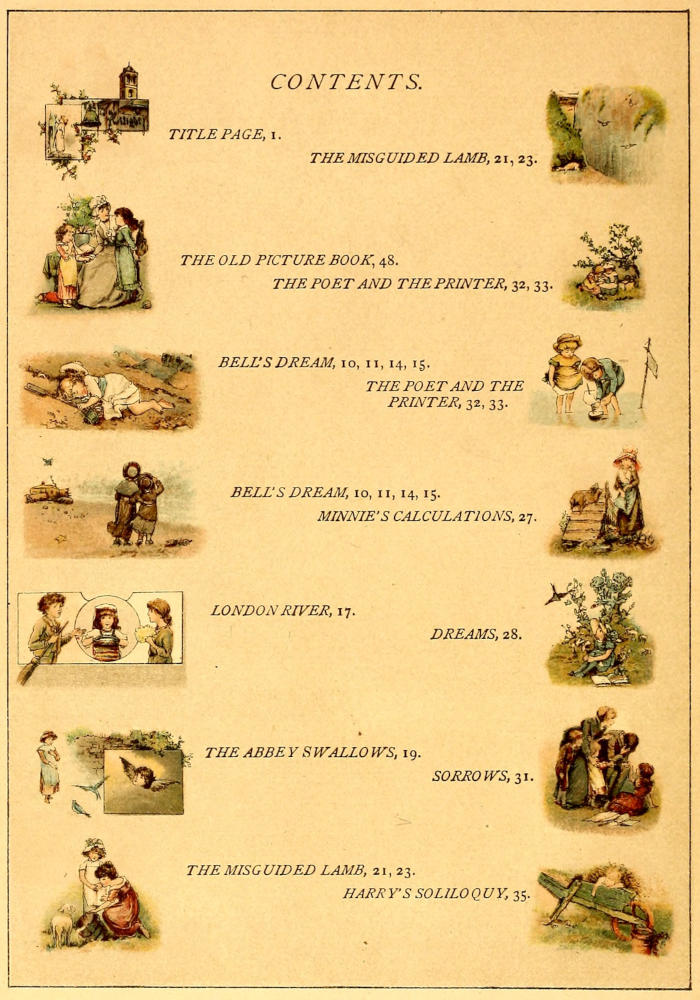 CONTENTS.
TITLE PAGE, 1.
THE MISGUIDED LAMB, 21, 23.
THE OLD PICTURE BOOK, 48.
THE POET AND THE PRINTER, 32, 33.
BELL'S DREAM, 10, 11, 14, 15.
THE POET AND THE
PRINTER, 32, 33.
BELL'S DREAM, 10, 11, 14, 15.
MINNIE'S CALCULATIONS, 27.
LONDON RIVER, 17.
DREAMS, 28.
THE ABBEY SWALLOWS, 19.
SORROWS, 31.
THE MISGUIDED LAMB, 21, 23.
HARRY'S SOLILOQUY, 35.